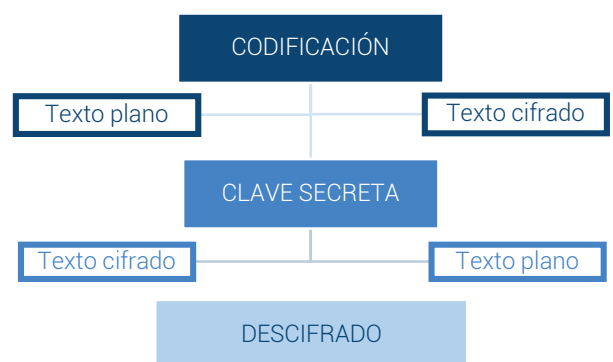 CODIFICACIÓN
Texto plano
Texto cifrado
CLAVE SECRETA
Texto cifrado
Texto plano
DESCIFRADO